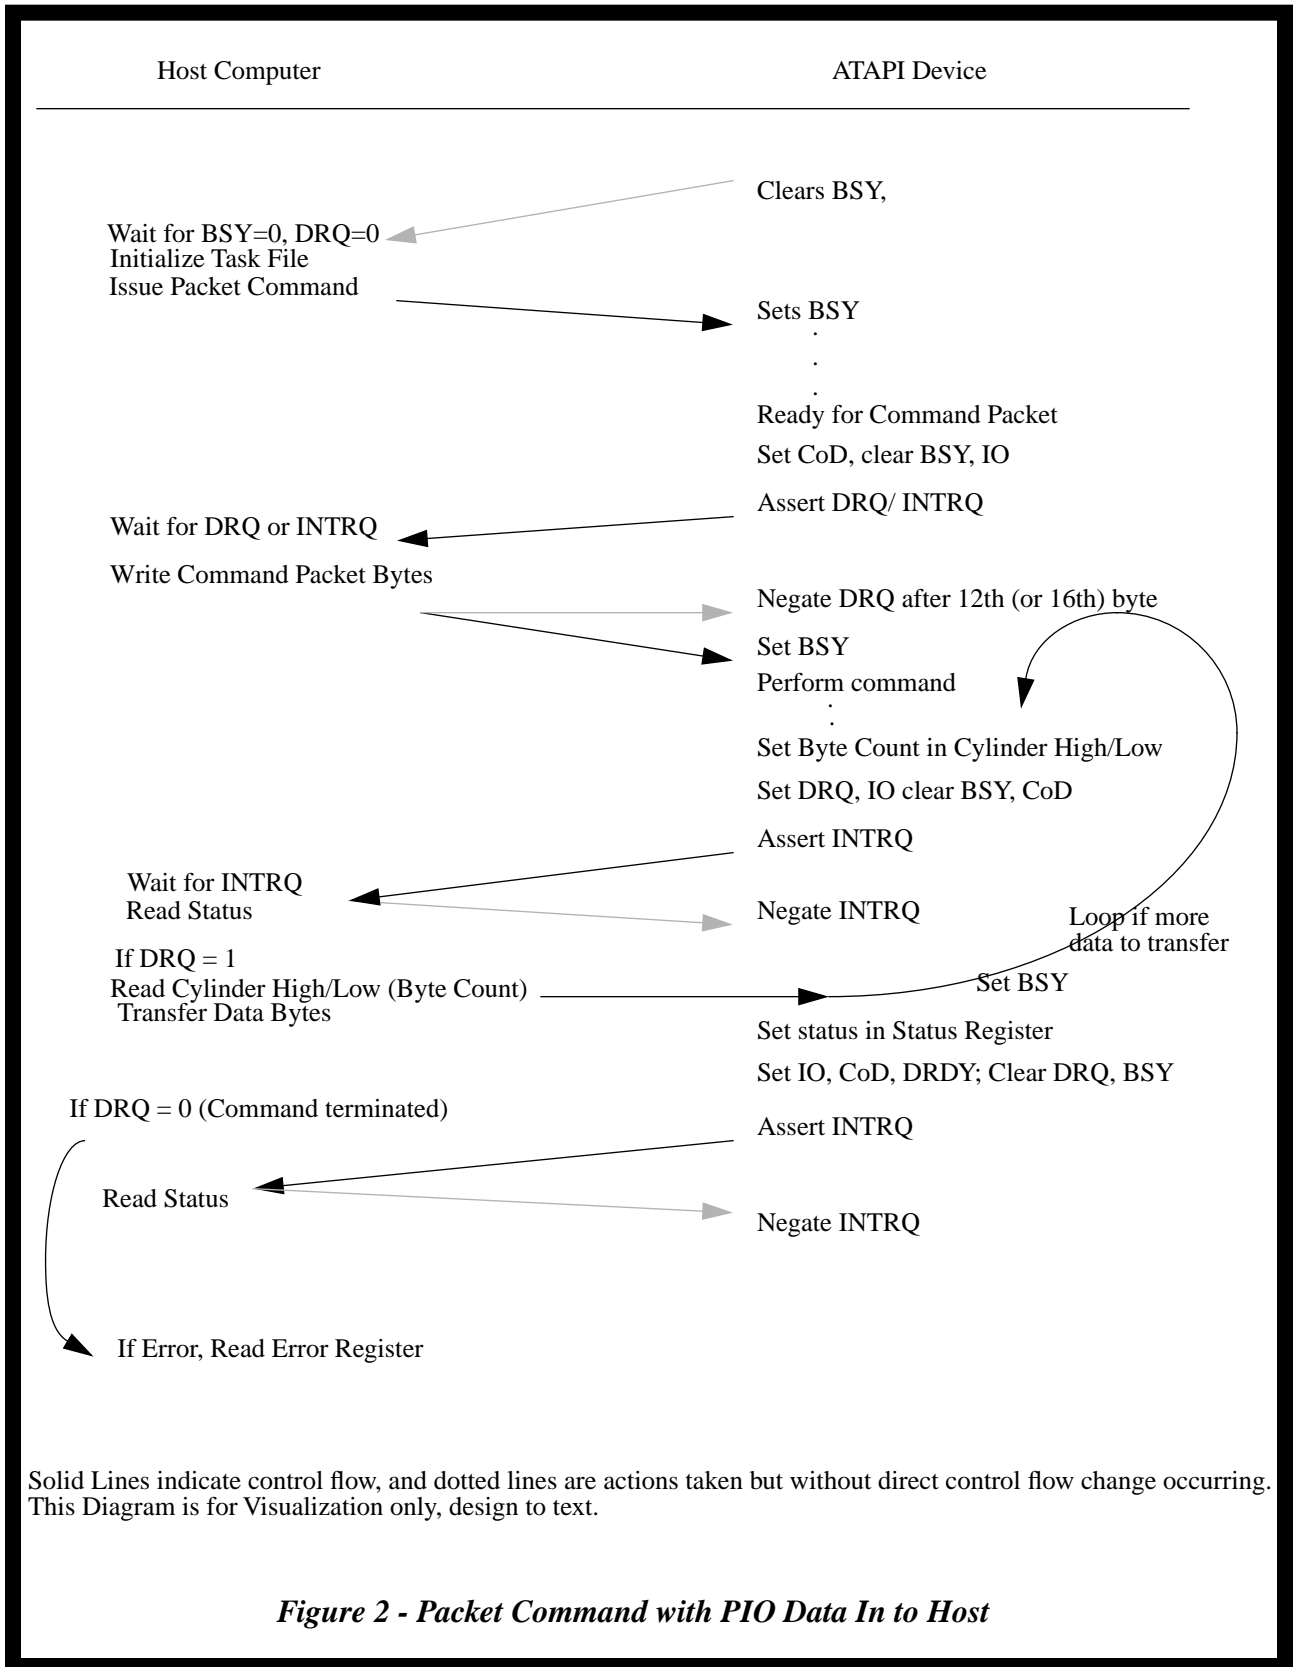 Host Computer
ATAPI Device
Clears BSY,
Wait for BSY=0, DRQ=0
Initialize Task File
Issue Packet Command
Sets BSY
.
.
.
Ready for Command Packet
Set CoD, clear BSY, IO
Assert DRQ/ INTRQ
Wait for DRQ or INTRQ
Write Command Packet Bytes
Negate DRQ after 12th (or 16th) byte
Set BSY
Perform command
.
.
Set Byte Count in Cylinder High/Low
Set DRQ, IO clear BSY, CoD
Assert INTRQ
Wait for INTRQ
Read Status
Negate INTRQ
Loop if more
data to transfer
If DRQ = 1
Read Cylinder High/Low (Byte Count)
Transfer Data Bytes
Set BSY
Set status in Status Register
Set IO, CoD, DRDY; Clear DRQ, BSY
If DRQ = 0 (Command terminated)
Assert INTRQ
Read Status
Negate INTRQ
If Error, Read Error Register
Solid Lines indicate control flow, and dotted lines are actions taken but without direct control flow change occurring.
This Diagram is for Visualization only, design to text.
Figure 2 - Packet Command with PIO Data In to Host